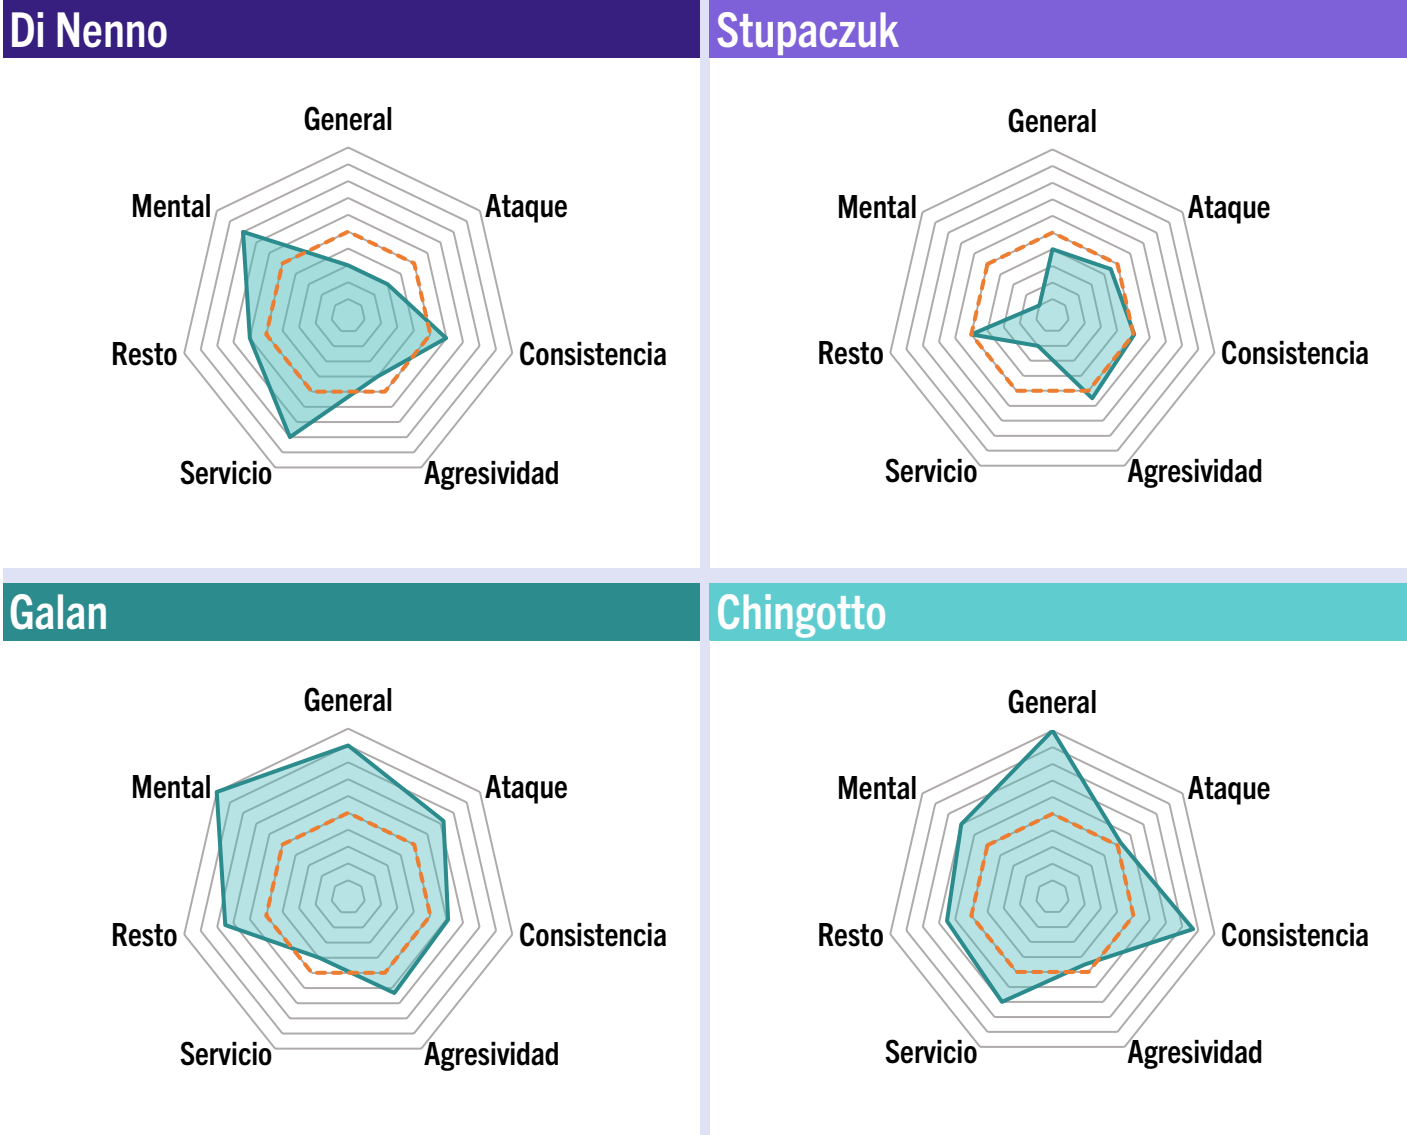 Di Nenno
General
Mental
Ataque
Resto
Consistencia
Servicio
Agresividad
Stupaczuk
General
Mental
Ataque
Resto
Consistencia
Servicio
Agresividad
Galan
General
Mental
Ataque
Resto
Consistencia
Servicio
Agresividad
Chingotto
General
Mental
Ataque
Resto
Consistencia
Servicio
Agresividad